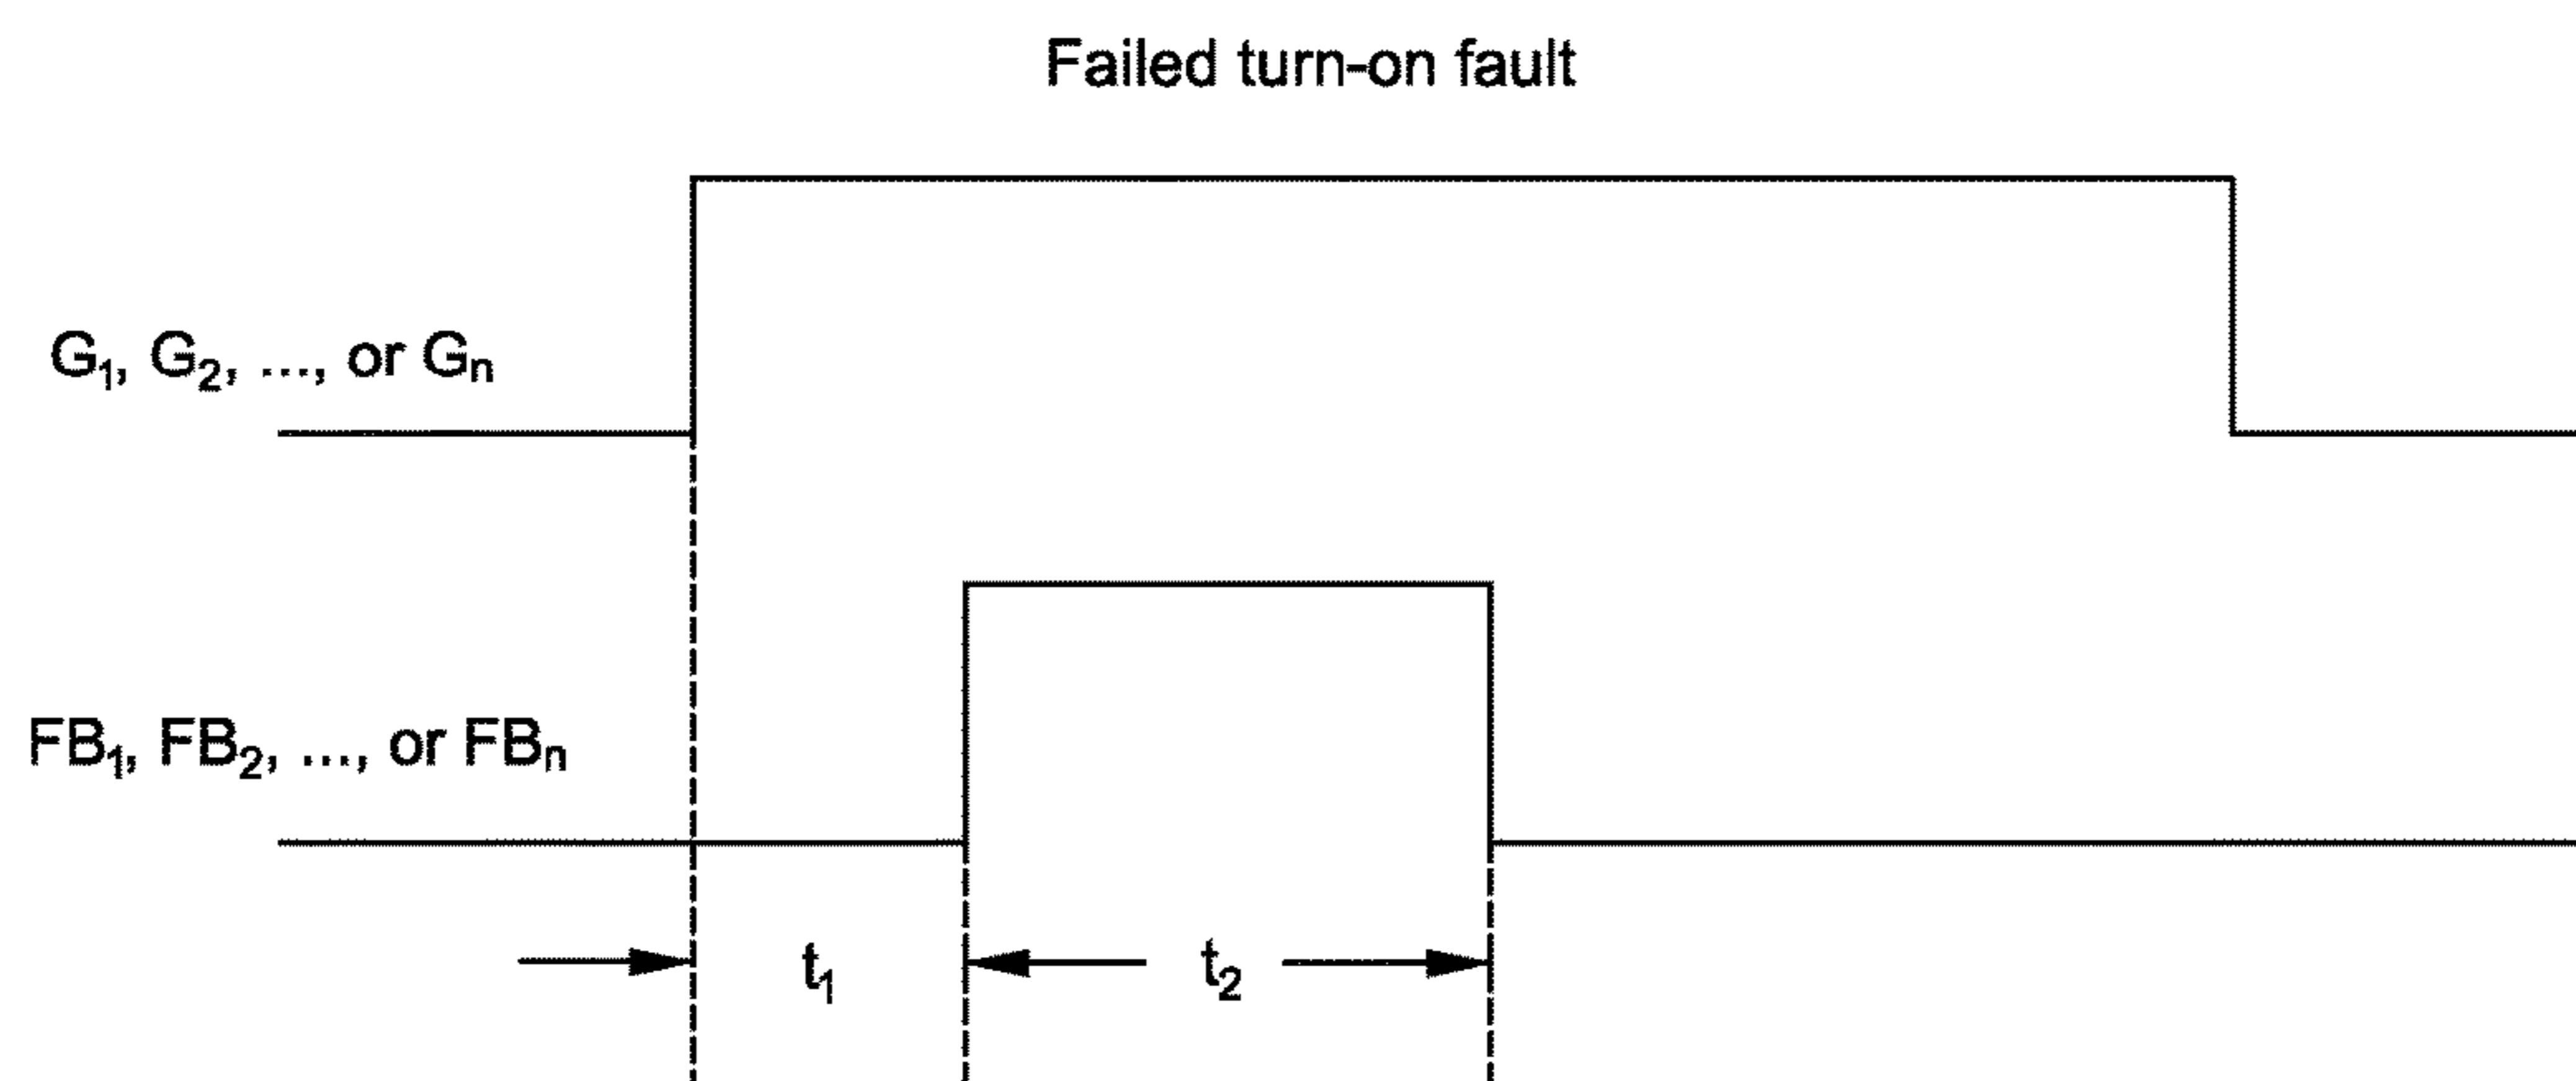 Failed turn-on fault
G₁, G₂, ..., or Gₙ
FB₁, FB₂, ..., or FBₙ
t₁ t₂